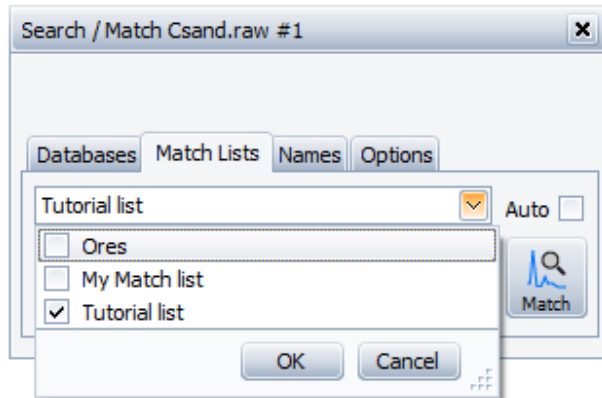 Search / Match Csand.raw #1
Databases Match Lists Names Options
Tutorial list Auto
Ores
My Match list
Tutorial list
Match
OK Cancel